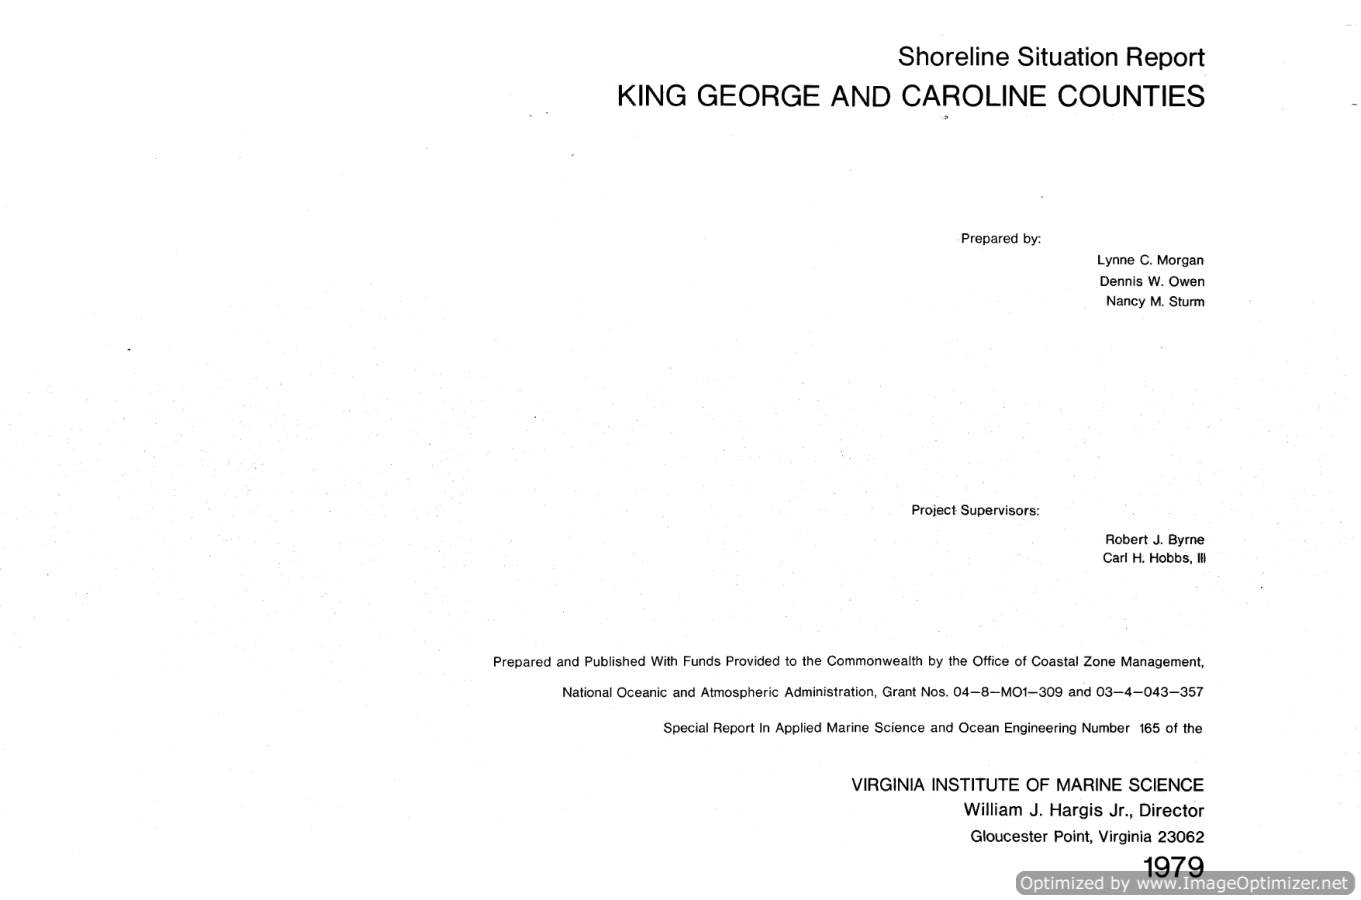 Shoreline Situation Report
KING GEORGE AND CAROLINE COUNTIES
Prepared by:
Lynne C. Morgan
Dennis W. Owen
Nancy M. Sturm
Project Supervisors:
Robert J. Byrne
Carl H. Hobbs, III
Prepared and Published With Funds Provided to the Commonwealth by the Office of Coastal Zone Management,
National Oceanic and Atmospheric Administration, Grant Nos. 04—8—MO1—309 and 03—4—043—357
Special Report In Applied Marine Science and Ocean Engineering Number 165 of the
VIRGINIA INSTITUTE OF MARINE SCIENCE
William J. Hargis Jr., Director
Gloucester Point, Virginia 23062
1979
Optimized by www.ImageOptimizer.net